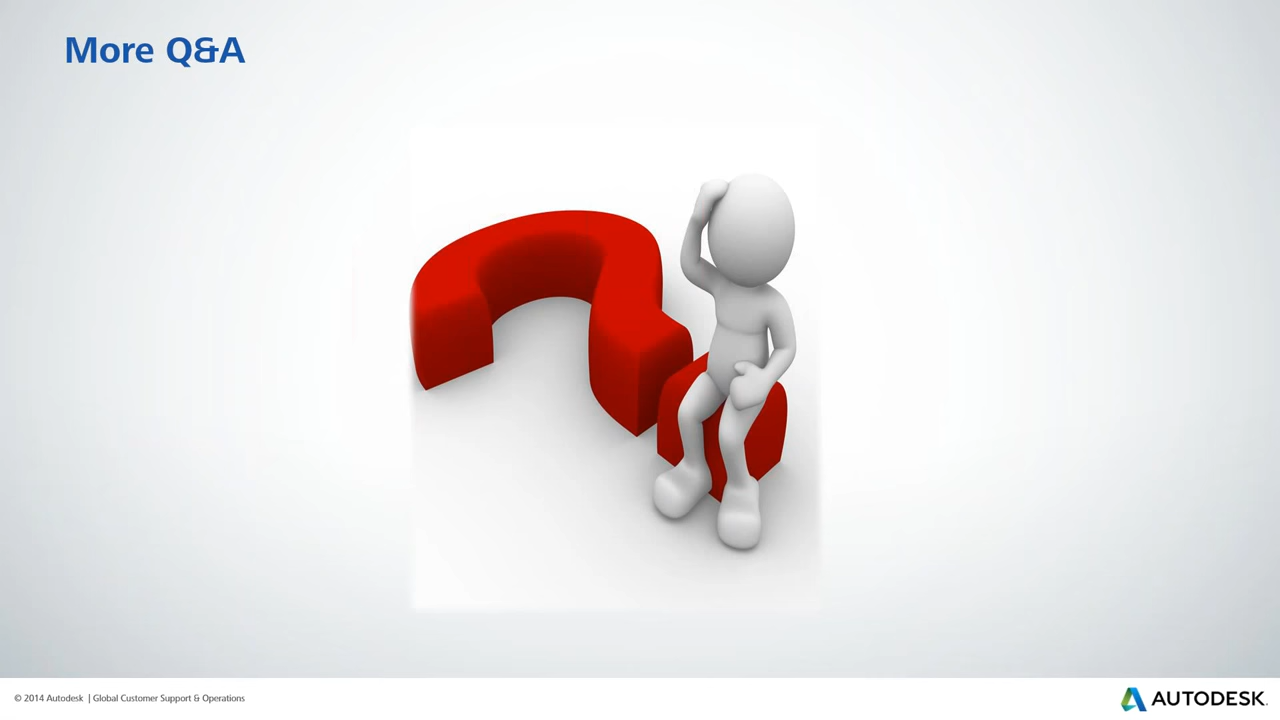 More Q&A
© 2014 Autodesk | Global Customer Support & Operations
AUTODESK.